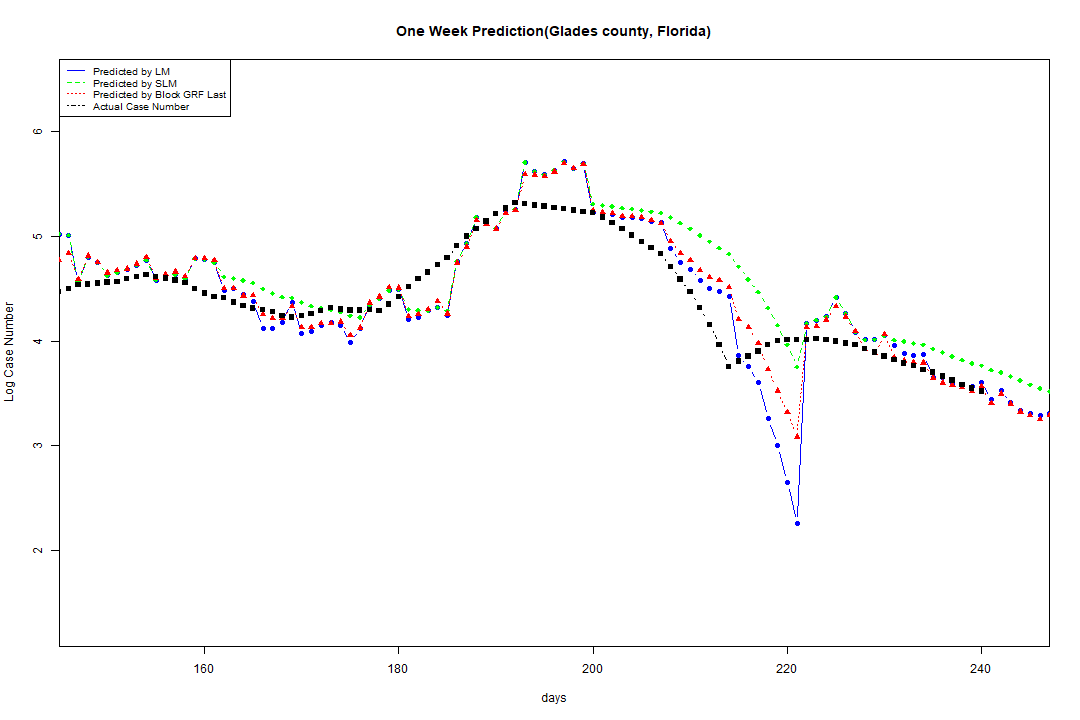 One Week Prediction(Glades county, Florida)
Predicted by LM
Predicted by SLM
Predicted by Block GRF Last
Actual Case Number
6
5
4
3
2
Log Case Number
160 180 200 220 240
days